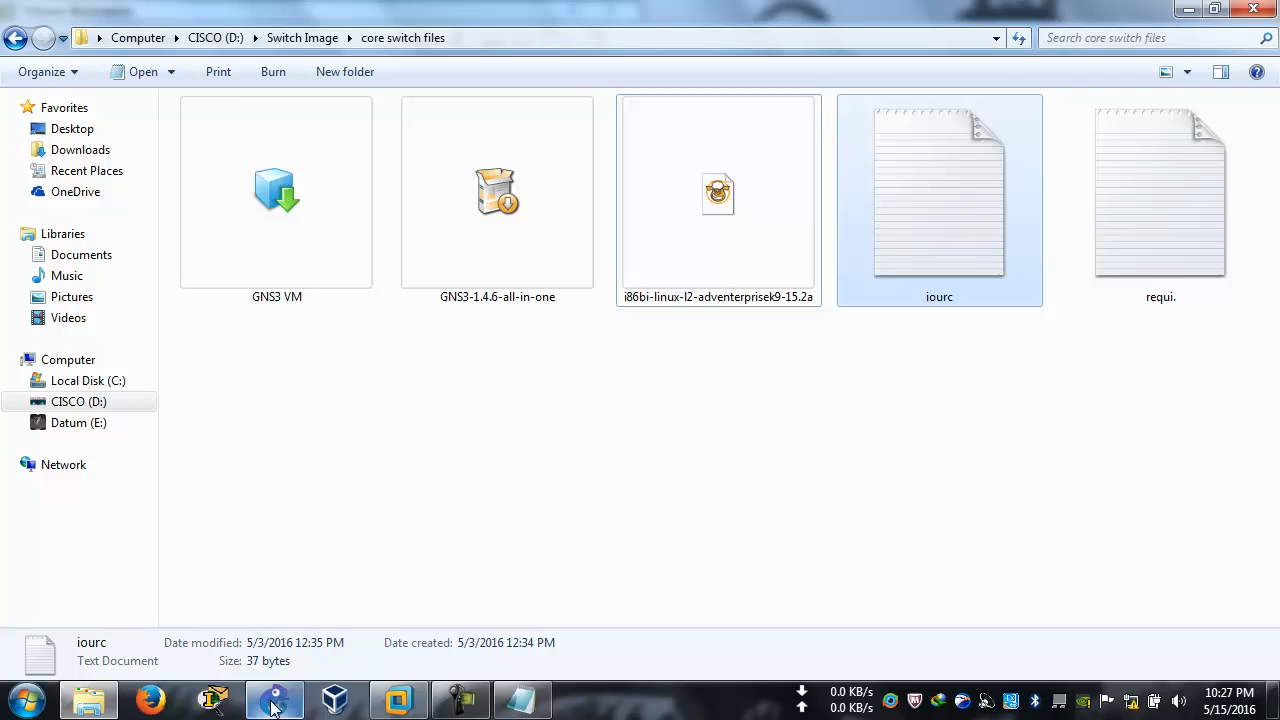 Computer CISCO (D:) Switch Image core switch files
Search core switch files
Organize Open Print Burn New folder
Favorites
Desktop
Downloads
Recent Places
OneDrive
Libraries
Documents
Music
Pictures
Videos
Computer
Local Disk (C:)
CISCO (D:)
Datum (E:)
Network
GNS3 VM
GNS3-1.4.6-all-in-one
i86bi-linux-l2-adventerprisek9-15.2a
iourc
requi.
iourc Date modified: 5/3/2016 12:35 PM Date created: 5/3/2016 12:34 PM
Text Document Size: 37 bytes
0.0 KB/s
0.0 KB/s
10:27 PM
5/15/2016